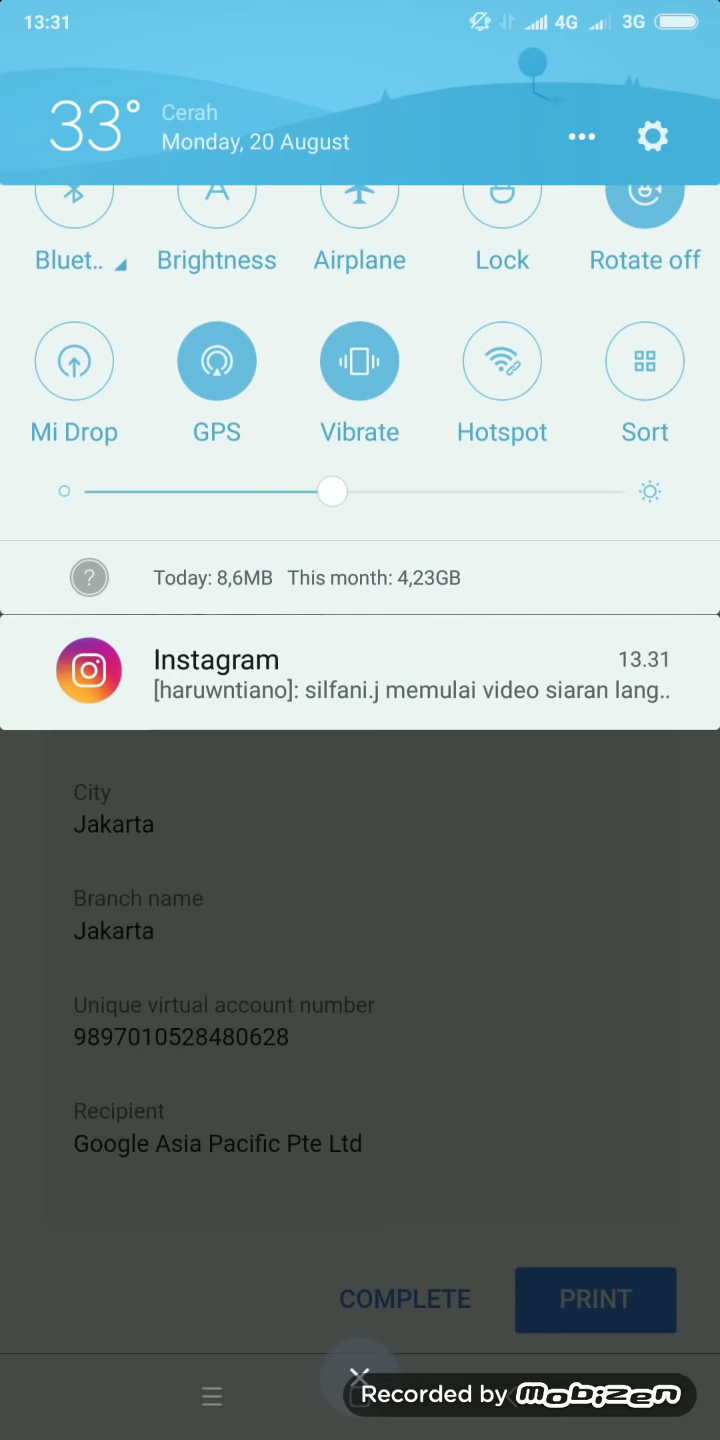 13:31 4G 3G
33° Cerah
Monday, 20 August
Bluet.. Brightness Airplane Lock Rotate off
Mi Drop GPS Vibrate Hotspot Sort
? Today: 8,6MB This month: 4,23GB
Instagram 13.31
[haruwntiano]: silfani.j memulai video siaran lang..
City
Jakarta
Branch name
Jakarta
Unique virtual account number
9897010528480628
Recipient
Google Asia Pacific Pte Ltd
COMPLETE PRINT
Recorded by mobizen